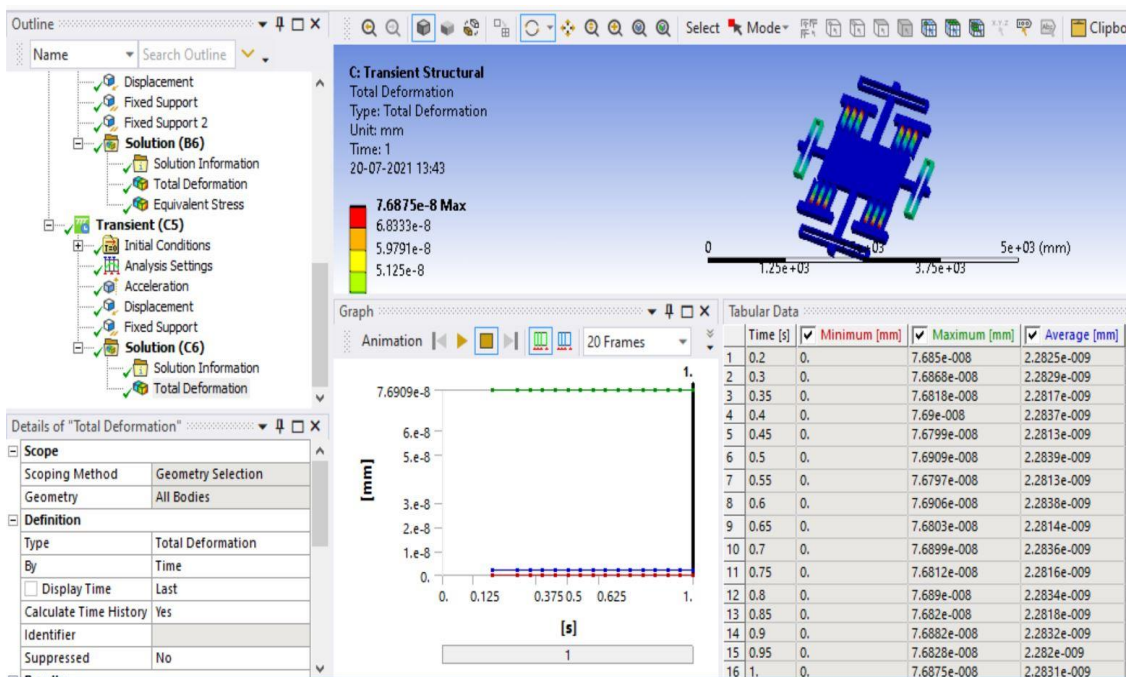 Outline
Name
Search Outline
Select
Mode
Clipbo
Displacement
Fixed Support
Fixed Support 2
Solution (B6)
Solution Information
Total Deformation
Equivalent Stress
Transient (C5)
Initial Conditions
Analysis Settings
Acceleration
Displacement
Fixed Support
Solution (C6)
Solution Information
Total Deformation
C: Transient Structural
Total Deformation
Type: Total Deformation
Unit: mm
Time: 1
20-07-2021 13:43
7.6875e-8 Max
6.8333e-8
5.9791e-8
5.125e-8
0
5e+03 (mm)
1.25e+03
3.75e+03
Details of "Total Deformation"
Scope
Scoping Method Geometry Selection
Geometry All Bodies
Definition
Type Total Deformation
By Time
Display Time Last
Calculate Time History Yes
Identifier
Suppressed No
Graph
Animation
20 Frames
1.
7.6909e-8
6.e-8
5.e-8
3.e-8
2.e-8
1.e-8
0.
[mm]
0. 0.125 0.375 0.5 0.625 1.
[s]
1
Tabular Data
Time [s] Minimum [mm] Maximum [mm] Average [mm]
1 0.2 0. 7.685e-008 2.2825e-009
2 0.3 0. 7.6868e-008 2.2829e-009
3 0.35 0. 7.6818e-008 2.2817e-009
4 0.4 0. 7.69e-008 2.2837e-009
5 0.45 0. 7.6799e-008 2.2813e-009
6 0.5 0. 7.6909e-008 2.2839e-009
7 0.55 0. 7.6797e-008 2.2813e-009
8 0.6 0. 7.6906e-008 2.2838e-009
9 0.65 0. 7.6803e-008 2.2814e-009
10 0.7 0. 7.6899e-008 2.2836e-009
11 0.75 0. 7.6812e-008 2.2816e-009
12 0.8 0. 7.689e-008 2.2834e-009
13 0.85 0. 7.682e-008 2.2818e-009
14 0.9 0. 7.6882e-008 2.2832e-009
15 0.95 0. 7.6828e-008 2.282e-009
16 1. 0. 7.6875e-008 2.2831e-009